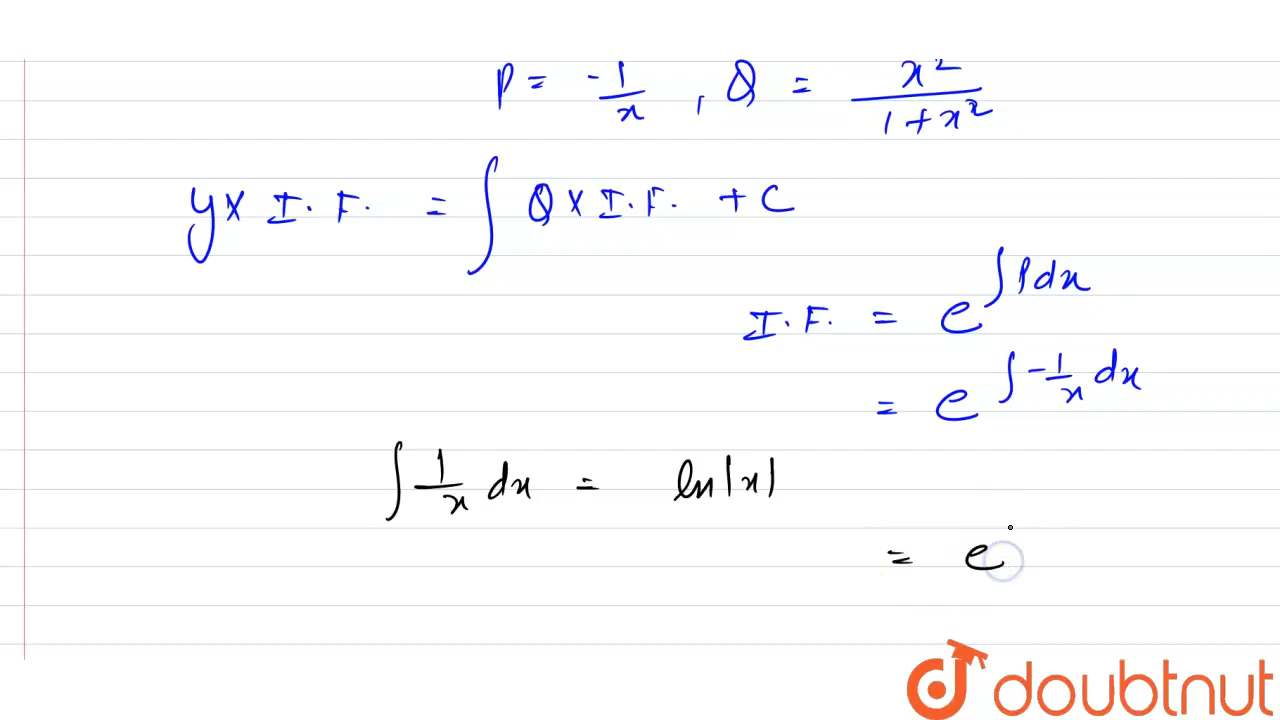 P = -1/x , Q = x²/(1+x²)
y× I.F. = ∫ Q× I.F. + C
I.F. = e^(∫ P dx)
= e^(∫ -1/x dx)
∫ 1/x dx = ln|x|
= e
doubtnut